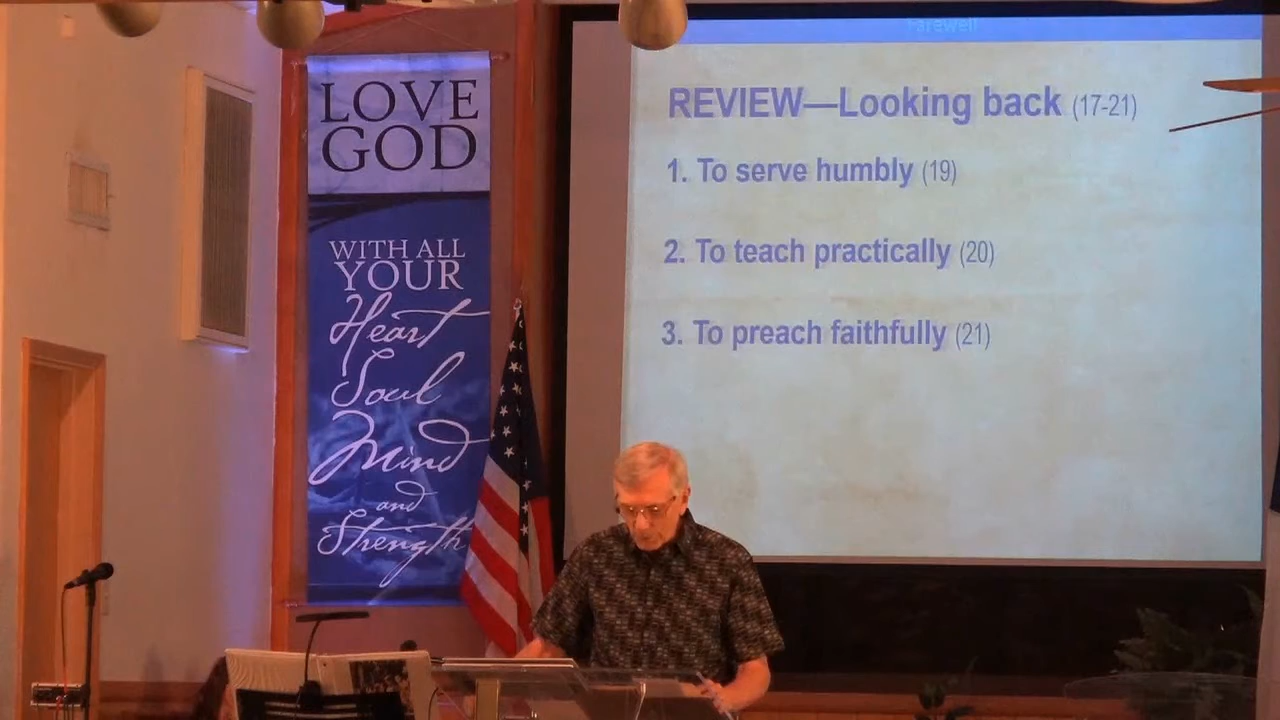 LOVE
GOD
WITH ALL
YOUR
Heart
Soul
Mind
and
Strength
Farewell
REVIEW—Looking back (17-21)
1. To serve humbly (19)
2. To teach practically (20)
3. To preach faithfully (21)